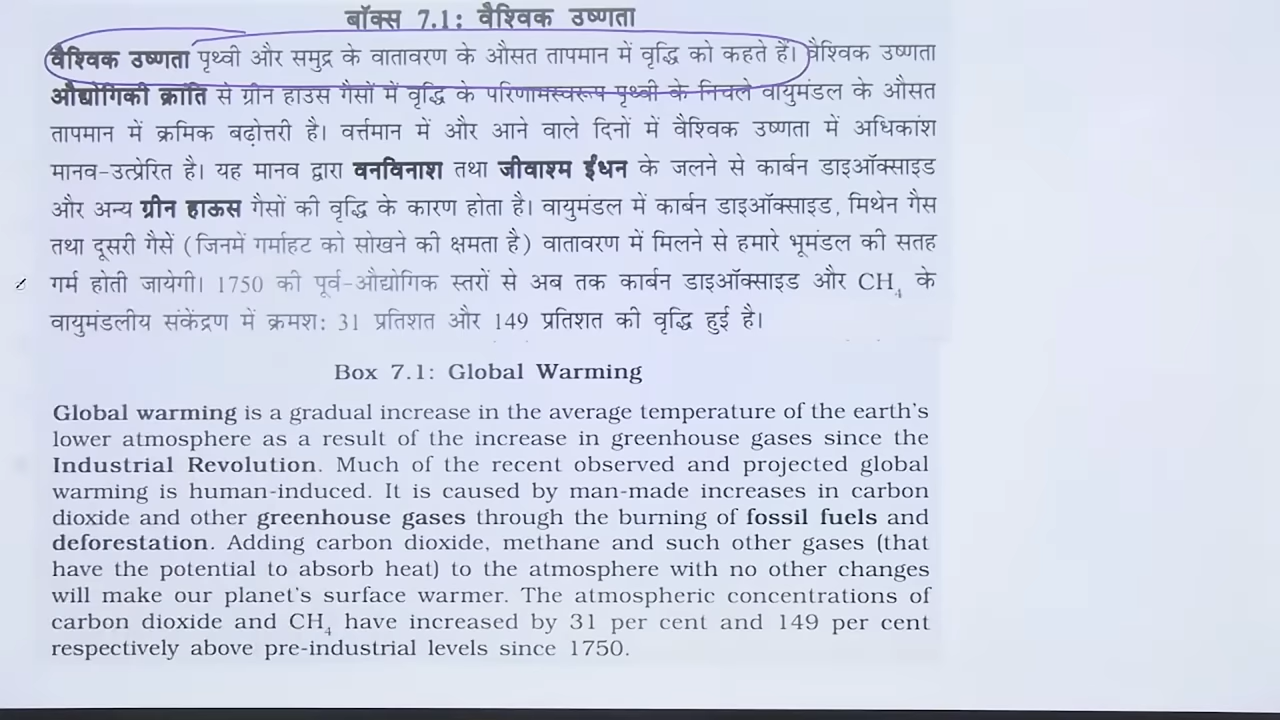 बॉक्स 7.1: वैश्विक उष्णता
वैश्विक उष्णता पृथ्वी और समुद्र के वातावरण के औसत तापमान में वृद्धि को कहते हैं। वैश्विक उष्णता
औद्योगिकी क्रांति से ग्रीन हाउस गैसों में वृद्धि के परिणामस्वरूप पृथ्वी के निचले वायुमंडल के औसत
तापमान में क्रमिक बढ़ोत्तरी है। वर्त्तमान में और आने वाले दिनों में वैश्विक उष्णता में अधिकांश
मानव-उत्प्रेरित है। यह मानव द्वारा वनविनाश तथा जीवाश्म ईंधन के जलने से कार्बन डाइऑक्साइड
और अन्य ग्रीन हाऊस गैसों की वृद्धि के कारण होता है। वायुमंडल में कार्बन डाइऑक्साइड, मिथेन गैस
तथा दूसरी गैसें (जिनमें गर्माहट को सोखने की क्षमता है) वातावरण में मिलने से हमारे भूमंडल की सतह
गर्म होती जायेगी। 1750 की पूर्व-औद्योगिक स्तरों से अब तक कार्बन डाइऑक्साइड और CH₄ के
वायुमंडलीय संकेंद्रण में क्रमश: 31 प्रतिशत और 149 प्रतिशत की वृद्धि हुई है।
Box 7.1: Global Warming
Global warming is a gradual increase in the average temperature of the earth's
lower atmosphere as a result of the increase in greenhouse gases since the
Industrial Revolution. Much of the recent observed and projected global
warming is human-induced. It is caused by man-made increases in carbon
dioxide and other greenhouse gases through the burning of fossil fuels and
deforestation. Adding carbon dioxide, methane and such other gases (that
have the potential to absorb heat) to the atmosphere with no other changes
will make our planet's surface warmer. The atmospheric concentrations of
carbon dioxide and CH₄ have increased by 31 per cent and 149 per cent
respectively above pre-industrial levels since 1750.